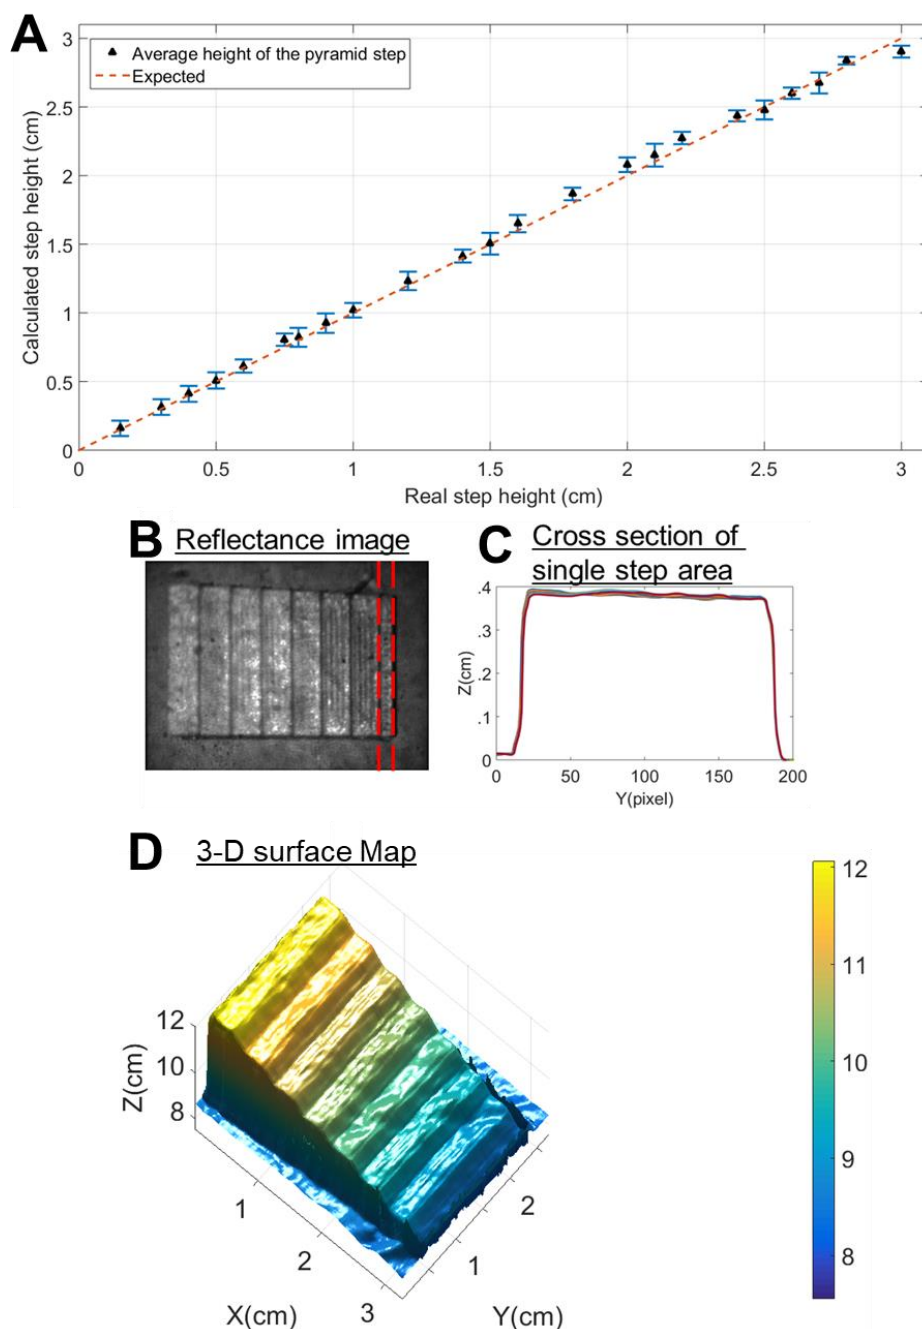 A
Average height of the pyramid step
Expected
Calculated step height (cm)
3
2.5
2
1.5
1
0.5
0
0 0.5 1 1.5 2 2.5 3
Real step height (cm)
B Reflectance image
C Cross section of
single step area
Z(cm)
.4
.3
.2
.1
0
0 50 100 150 200
Y(pixel)
D 3-D surface Map
Z(cm)
12
10
8
1
2
3
X(cm)
1
2
Y(cm)
12
11
10
9
8